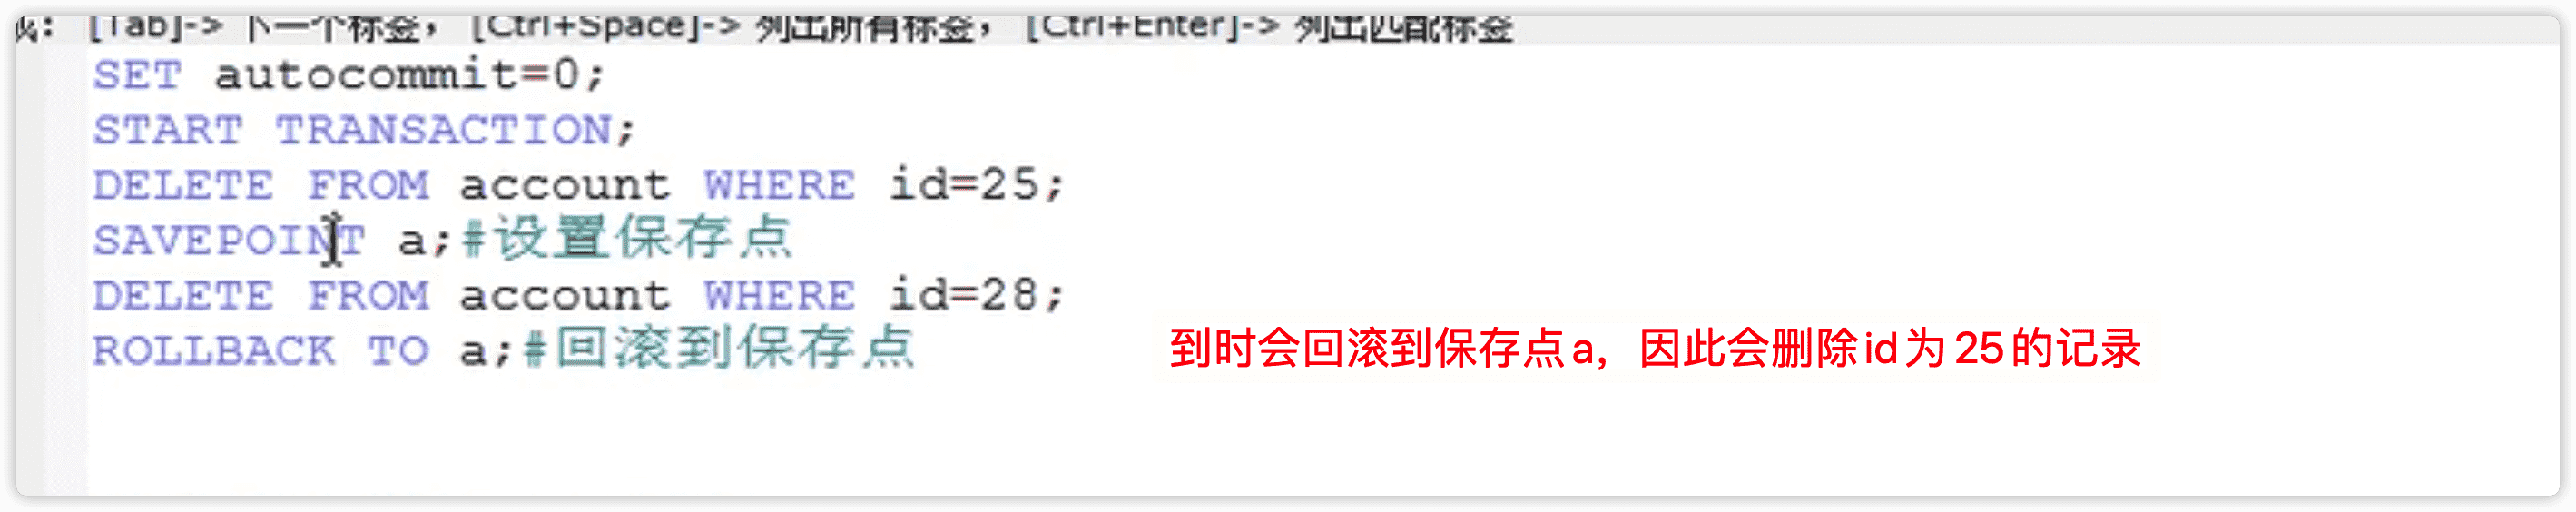 [Tab]-> 下一个标签， [Ctrl+Space]-> 列出所有标签， [Ctrl+Enter]-> 列出匹配标签
SET autocommit=0;
START TRANSACTION;
DELETE FROM account WHERE id=25;
SAVEPOINT a;#设置保存点
DELETE FROM account WHERE id=28;
ROLLBACK TO a;#回滚到保存点
到时会回滚到保存点a，因此会删除id为25的记录